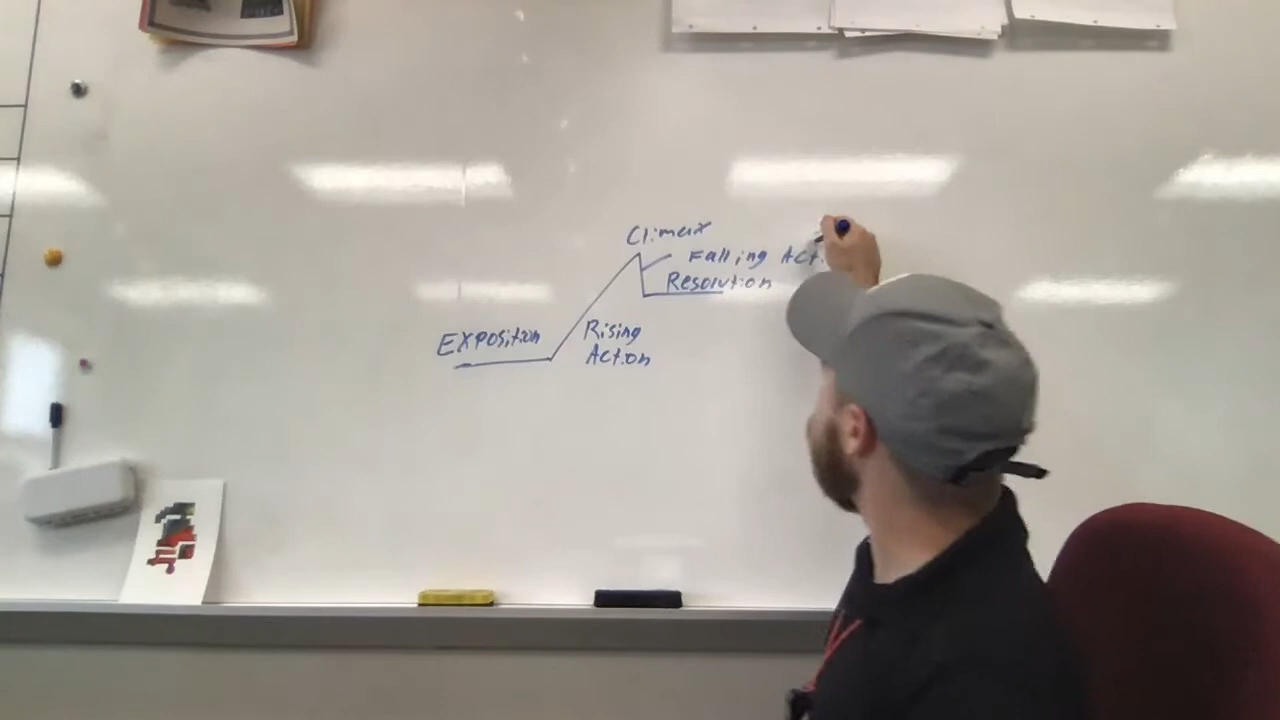 Climax
Falling Act
Resolution
Exposition
Rising
Action